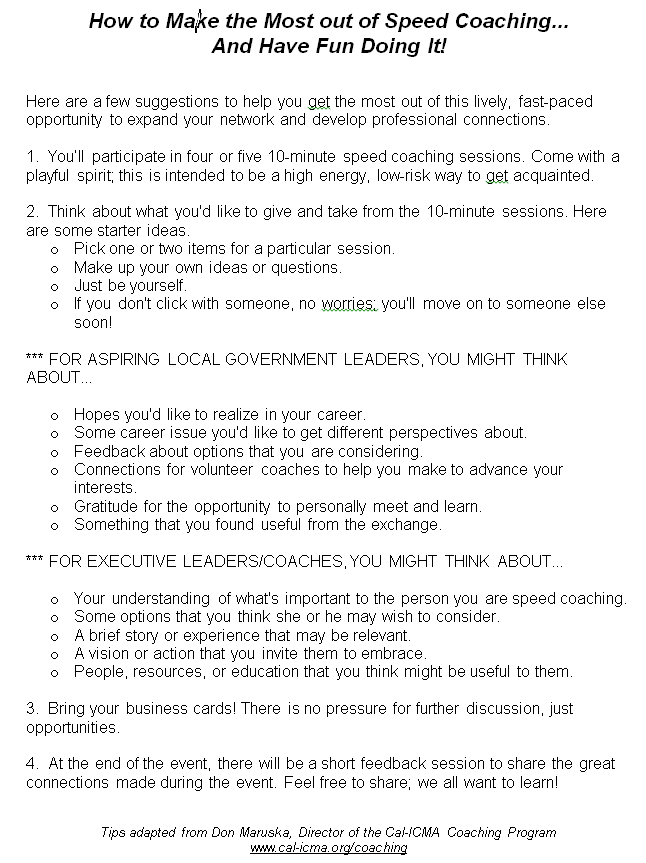 How to Make the Most out of Speed Coaching...
And Have Fun Doing It!
Here are a few suggestions to help you get the most out of this lively, fast-paced
opportunity to expand your network and develop professional connections.
1. You'll participate in four or five 10-minute speed coaching sessions. Come with a
playful spirit; this is intended to be a high energy, low-risk way to get acquainted.
2. Think about what you'd like to give and take from the 10-minute sessions. Here
are some starter ideas.
o Pick one or two items for a particular session.
o Make up your own ideas or questions.
o Just be yourself.
o If you don't click with someone, no worries; you'll move on to someone else
soon!
*** FOR ASPIRING LOCAL GOVERNMENT LEADERS, YOU MIGHT THINK
ABOUT...
o Hopes you'd like to realize in your career.
o Some career issue you'd like to get different perspectives about.
o Feedback about options that you are considering.
o Connections for volunteer coaches to help you make to advance your
interests.
o Gratitude for the opportunity to personally meet and learn.
o Something that you found useful from the exchange.
*** FOR EXECUTIVE LEADERS/COACHES, YOU MIGHT THINK ABOUT...
o Your understanding of what's important to the person you are speed coaching.
o Some options that you think she or he may wish to consider.
o A brief story or experience that may be relevant.
o A vision or action that you invite them to embrace.
o People, resources, or education that you think might be useful to them.
3. Bring your business cards! There is no pressure for further discussion, just
opportunities.
4. At the end of the event, there will be a short feedback session to share the great
connections made during the event. Feel free to share; we all want to learn!
Tips adapted from Don Maruska, Director of the Cal-ICMA Coaching Program
www.cal-icma.org/coaching